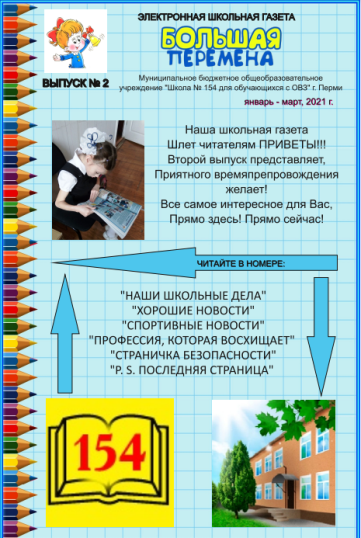 ЭЛЕКТРОННАЯ ШКОЛЬНАЯ ГАЗЕТА
БОЛЬШАЯ
ПЕРЕМЕНА
ВЫПУСК № 2
Муниципальное бюджетное общеобразовательное
учреждение "Школа № 154 для обучающихся с ОВЗ" г. Перми
январь - март, 2021 г.
Наша школьная газета
Шлет читателям ПРИВЕТЫ!!!
Второй выпуск представляет,
Приятного времяпрепровождения
желает!
Все самое интересное для Вас,
Прямо здесь! Прямо сейчас!
ЧИТАЙТЕ В НОМЕРЕ:
"НАШИ ШКОЛЬНЫЕ ДЕЛА"
"ХОРОШИЕ НОВОСТИ"
"СПОРТИВНЫЕ НОВОСТИ"
"ПРОФЕССИЯ, КОТОРАЯ ВОСХИЩАЕТ"
"СТРАНИЧКА БЕЗОПАСНОСТИ"
"P. S. ПОСЛЕДНЯЯ СТРАНИЦА"
154